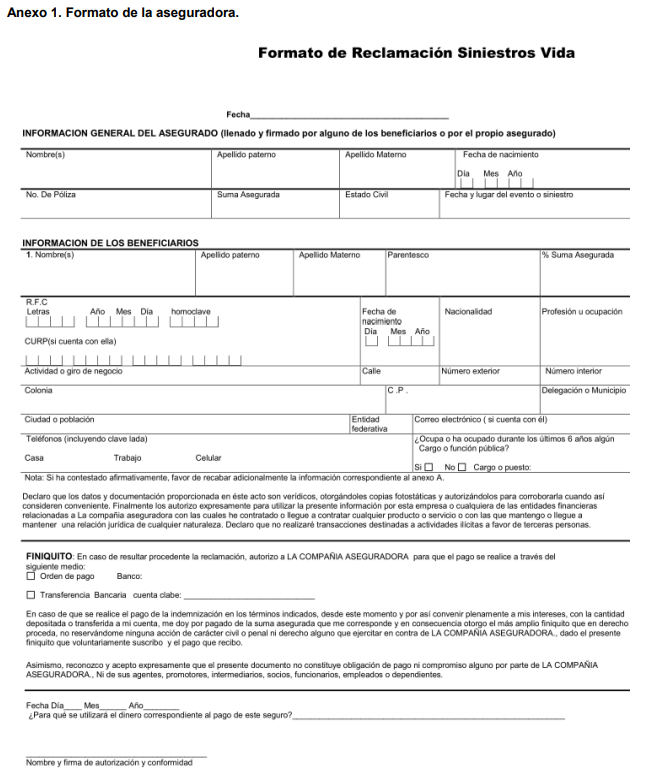 Anexo 1. Formato de la aseguradora.
Formato de Reclamación Siniestros Vida
Fecha___________________________________________
INFORMACION GENERAL DEL ASEGURADO (llenado y firmado por alguno de los beneficiarios o por el propio asegurado)
Nombre(s) Apellido paterno Apellido Materno Fecha de nacimiento
Día Mes Año
No. De Póliza Suma Asegurada Estado Civil Fecha y lugar del evento o siniestro
INFORMACION DE LOS BENEFICIARIOS
1. Nombre(s) Apellido paterno Apellido Materno Parentesco % Suma Asegurada
R.F.C
Letras Año Mes Día homoclave Fecha de nacimiento Nacionalidad Profesión u ocupación
Día Mes Año
CURP(si cuenta con ella)
Actividad o giro de negocio Calle Número exterior Número interior
Colonia C .P . Delegación o Municipio
Ciudad o población Entidad federativa Correo electrónico ( si cuenta con él)
Teléfonos (incluyendo clave lada) ¿Ocupa o ha ocupado durante los últimos 6 años algún
Cargo o función pública?
Casa Trabajo Celular
Si No Cargo o puesto:
Nota: Si ha contestado afirmativamente, favor de recabar adicionalmente la información correspondiente al anexo A.
Declaro que los datos y documentación proporcionada en éste acto son verídicos, otorgándoles copias fotostáticas y autorizándolos para corroborarla cuando así
consideren conveniente. Finalmente los autorizo expresamente para utilizar la presente información por esta empresa o cualquiera de las entidades financieras
relacionadas a La compañía aseguradora con las cuales he contratado o llegue a contratar cualquier producto o servicio o con las que mantengo o llegue a
mantener una relación jurídica de cualquier naturaleza. Declaro que no realizaré transacciones destinadas a actividades ilícitas a favor de terceras personas.
FINIQUITO: En caso de resultar procedente la reclamación, autorizo a LA COMPAÑÍA ASEGURADORA para que el pago se realice a través del
siguiente medio:
Orden de pago Banco:
Transferencia Bancaria cuenta clabe: ____________________________
En caso de que se realice el pago de la indemnización en los términos indicados, desde este momento y por así convenir plenamente a mis intereses, con la cantidad
depositada o transferida a mi cuenta, me doy por pagado de la suma asegurada que me corresponde y en consecuencia otorgo el más amplio finiquito que en derecho
proceda, no reservándome ninguna acción de carácter civil o penal ni derecho alguno que ejercitar en contra de LA COMPAÑÍA ASEGURADORA., dado el presente
finiquito que voluntariamente suscribo y el pago que recibo.
Asimismo, reconozco y acepto expresamente que el presente documento no constituye obligación de pago ni compromiso alguno por parte de LA COMPAÑÍA
ASEGURADORA., Ni de sus agentes, promotores, intermediarios, socios, funcionarios, empleados o dependientes.
Fecha Día____ Mes______ Año________
¿Para qué se utilizará el dinero correspondiente al pago de este seguro?____________________________________________________________
________________________________________
Nombre y firma de autorización y conformidad